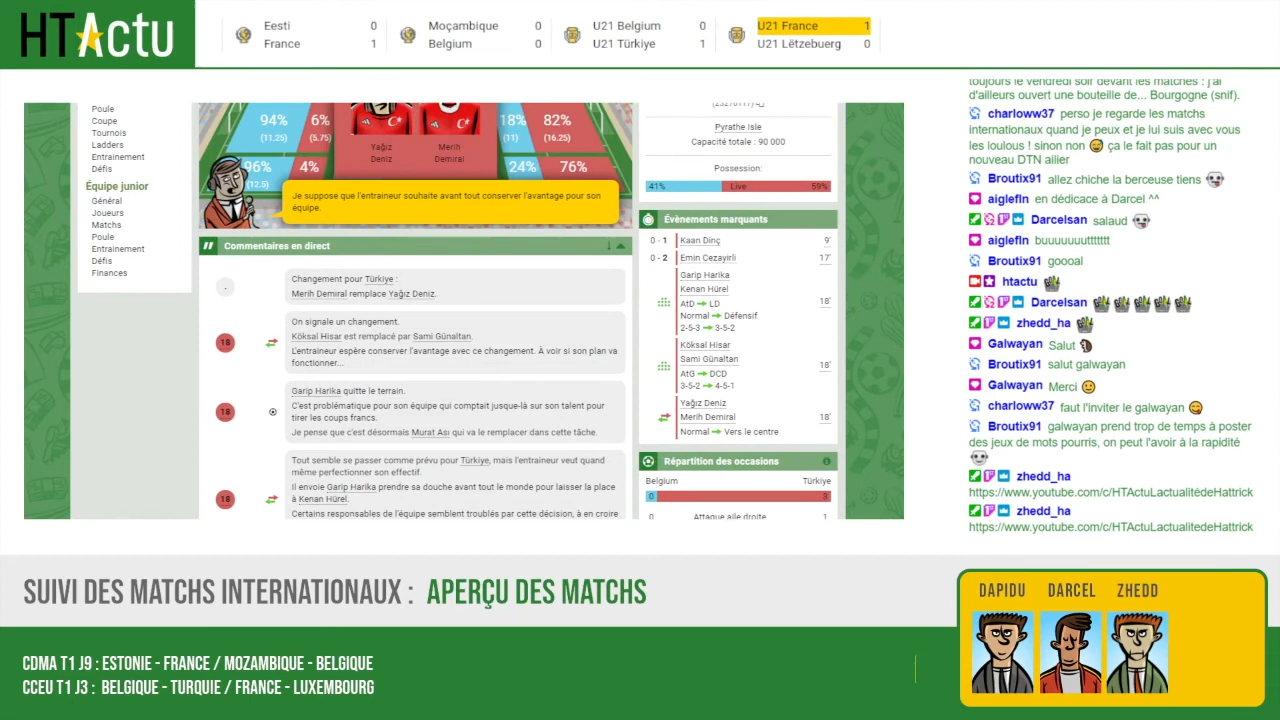 HTActu
Eesti 0
France 1
Moçambique 0
Belgium 0
U21 Belgium 0
U21 Türkiye 1
U21 France 1
U21 Lëtzebuerg 0
Poule
Coupe
Tournois
Ladders
Entrainement
Défis
Équipe junior
Général
Joueurs
Matchs
Poule
Entrainement
Défis
Finances
94%
(11.25)
6%
(5.75)
18%
(11)
82%
(16.25)
96%
(12.5)
4%
24%
76%
Yağız
Deniz
Merih
Demiral
Je suppose que l'entraineur souhaite avant tout conserver l'avantage pour son
équipe.
Commentaires en direct
Changement pour Türkiye :
Merih Demiral remplace Yağız Deniz.
18
On signale un changement.
Köksal Hisar est remplacé par Sami Günaltan.
L'entraineur espère conserver l'avantage avec ce changement. À voir si son plan va
fonctionner...
18
Garip Harika quitte le terrain.
C'est problématique pour son équipe qui comptait jusque-là sur son talent pour
tirer les coups francs.
Je pense que c'est désormais Murat Ası qui va le remplacer dans cette tâche.
18
Tout semble se passer comme prévu pour Türkiye, mais l'entraineur veut quand
même perfectionner son effectif.
Il envoie Garip Harika prendre sa douche avant tout le monde pour laisser la place
à Kenan Hürel.
Certains responsables de l'équipe semblent troublés par cette décision, à en croire
Pyrathe Isle
Capacité totale : 90 000
Possession:
41% Live 59%
Évènements marquants
0 - 1 Kaan Dinç 9'
0 - 2 Emin Cezayirli 17'
Garip Harika
Kenan Hürel
AtD LD 18'
Normal Défensif
2-5-3 3-5-2
Köksal Hisar
Sami Günaltan 18'
AtG DCD
3-5-2 4-5-1
Yağız Deniz
Merih Demiral 18'
Normal Vers le centre
Répartition des occasions
Belgium Türkiye
0 3
0 Attaque aile droite 1
toujours le vendredi soir devant les matches : j'ai
d'ailleurs ouvert une bouteille de... Bourgogne (snif).
charloww37 perso je regarde les matchs
internationaux quand je peux et je lui suis avec vous
les loulous ! sinon non ça le fait pas pour un
nouveau DTN ailier
Broutix91 allez chiche la berceuse tiens
aiglefln en dédicace à Darcel ^^
Darcelsan salaud
aiglefln buuuuuuttttttt
Broutix91 goooal
htactu
Darcelsan
zhedd_ha
Galwayan Salut
Broutix91 salut galwayan
Galwayan Merci
charloww37 faut l'inviter le galwayan
Broutix91 galwayan prend trop de temps à poster
des jeux de mots pourris, on peut l'avoir à la rapidité
zhedd_ha
https://www.youtube.com/c/HTActuLactualitédeHattrick
zhedd_ha
https://www.youtube.com/c/HTActuLactualitedeHattrick
SUIVI DES MATCHS INTERNATIONAUX : APERÇU DES MATCHS
DAPIDU DARCEL ZHEDD
CDMA T1 J9 : ESTONIE - FRANCE / MOZAMBIQUE - BELGIQUE
CCEU T1 J3 : BELGIQUE - TURQUIE / FRANCE - LUXEMBOURG